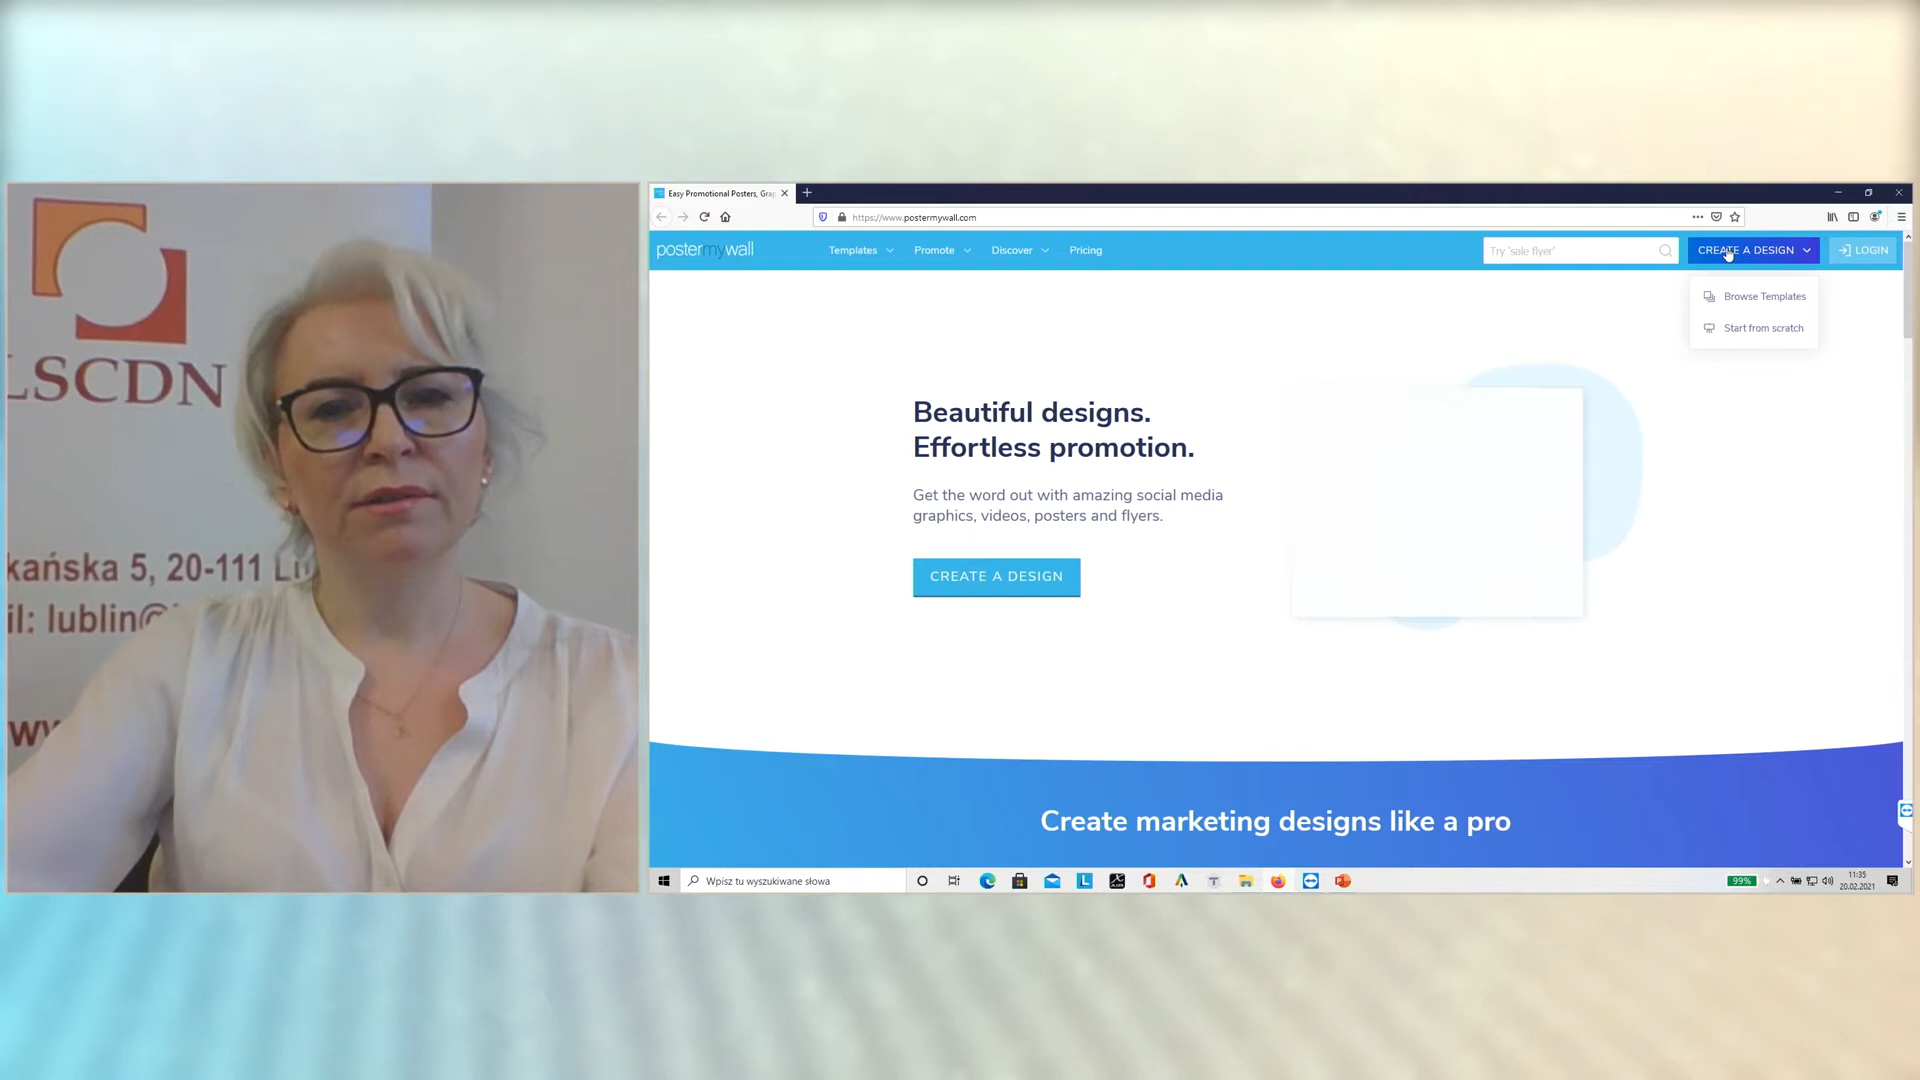 LSCDN
kańska 5, 20-111 Lu
il: lublin@
ww
Easy Promotional Posters, Gra
https://www.postermywall.com
postermywall
Templates
Promote
Discover
Pricing
Try 'sale flyer'
CREATE A DESIGN
LOGIN
Browse Templates
Start from scratch
Beautiful designs.
Effortless promotion.
Get the word out with amazing social media
graphics, videos, posters and flyers.
CREATE A DESIGN
Create marketing designs like a pro
Wpisz tu wyszukiwane słowa
99%
11:35
20.02.2021